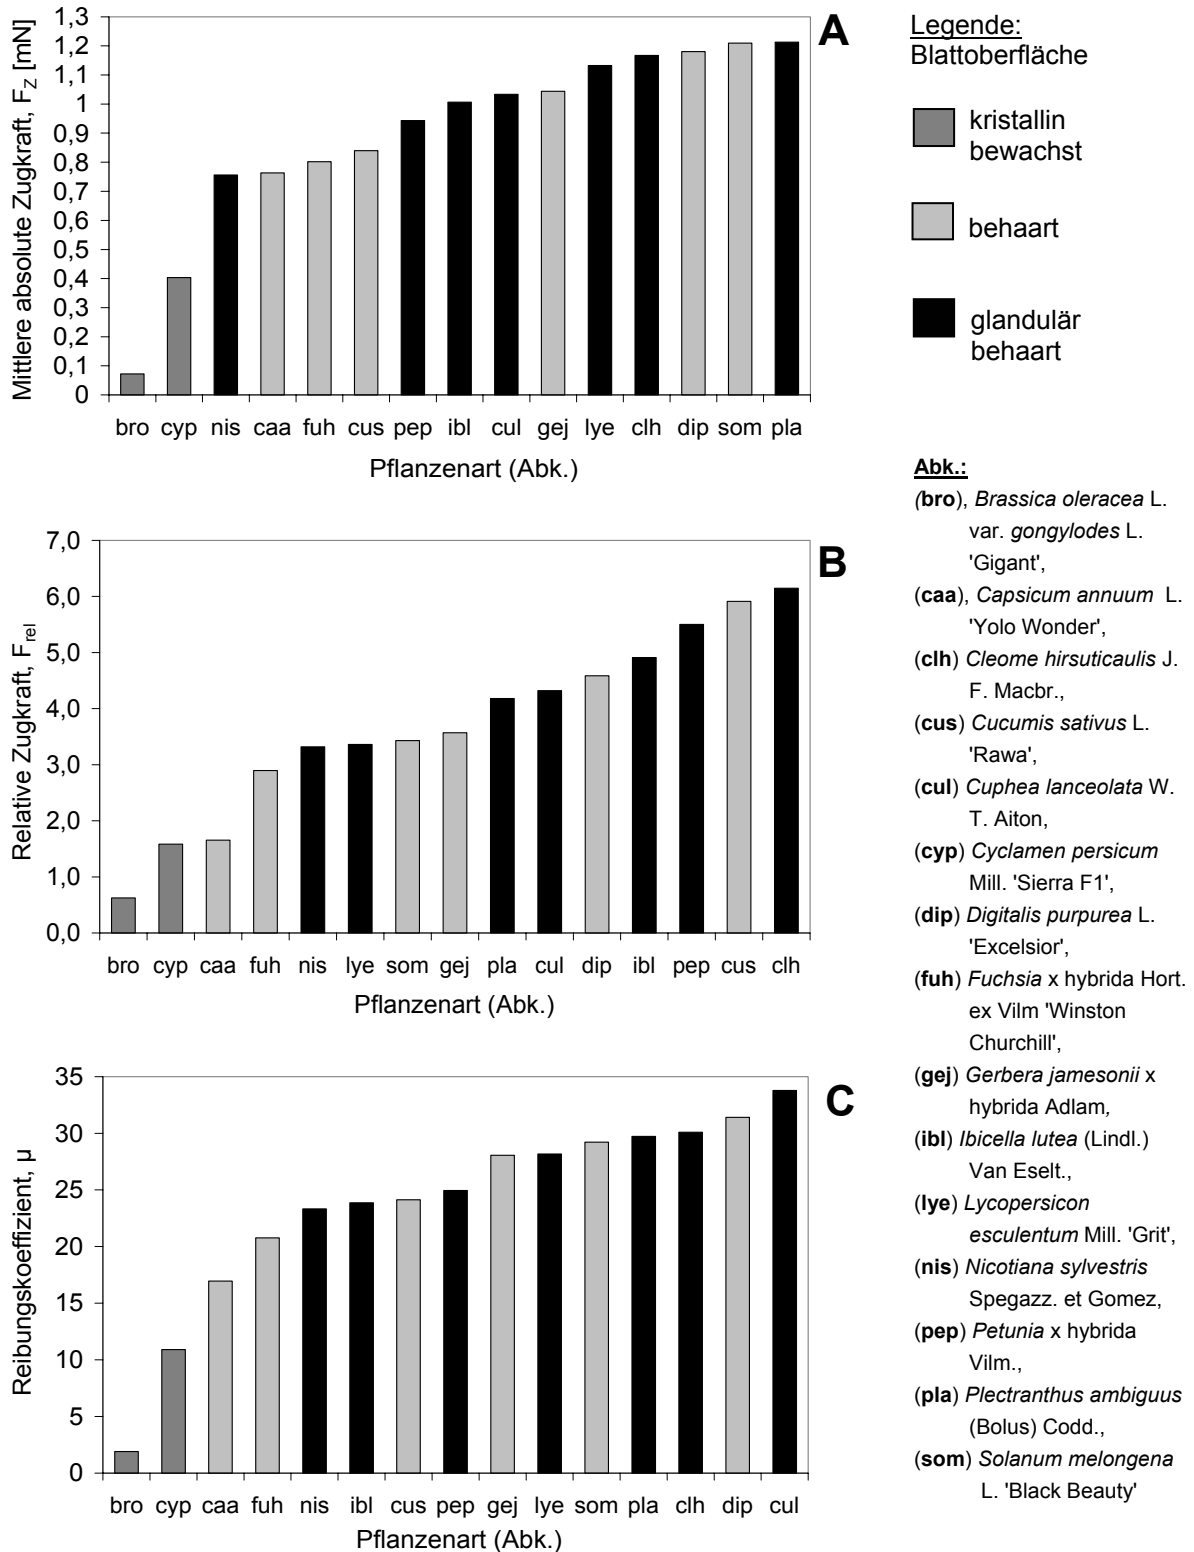 A
Mittlere absolute Zugkraft, F_Z [mN]
1,3
1,2
1,1
1
0,9
0,8
0,7
0,6
0,5
0,4
0,3
0,2
0,1
0
bro cyp nis caa fuh cus pep ibl cul gej lye clh dip som pla
Pflanzenart (Abk.)
Legende:
Blattoberfläche
kristallin
bewachst
behaart
glandulär
behaart
B
Relative Zugkraft, F_rel
7,0
6,0
5,0
4,0
3,0
2,0
1,0
0,0
bro cyp caa fuh nis lye som gej pla cul dip ibl pep cus clh
Pflanzenart (Abk.)
C
Reibungskoeffizient, µ
35
30
25
20
15
10
5
0
bro cyp caa fuh nis ibl cus pep gej lye som pla clh dip cul
Pflanzenart (Abk.)
Abk.:
(bro), Brassica oleracea L.
var. gongylodes L.
'Gigant',
(caa), Capsicum annuum L.
'Yolo Wonder',
(clh) Cleome hirsuticaulis J.
F. Macbr.,
(cus) Cucumis sativus L.
'Rawa',
(cul) Cuphea lanceolata W.
T. Aiton,
(cyp) Cyclamen persicum
Mill. 'Sierra F1',
(dip) Digitalis purpurea L.
'Excelsior',
(fuh) Fuchsia x hybrida Hort.
ex Vilm 'Winston
Churchill',
(gej) Gerbera jamesonii x
hybrida Adlam,
(ibl) Ibicella lutea (Lindl.)
Van Eselt.,
(lye) Lycopersicon
esculentum Mill. 'Grit',
(nis) Nicotiana sylvestris
Spegazz. et Gomez,
(pep) Petunia x hybrida
Vilm.,
(pla) Plectranthus ambiguus
(Bolus) Codd.,
(som) Solanum melongena
L. 'Black Beauty'